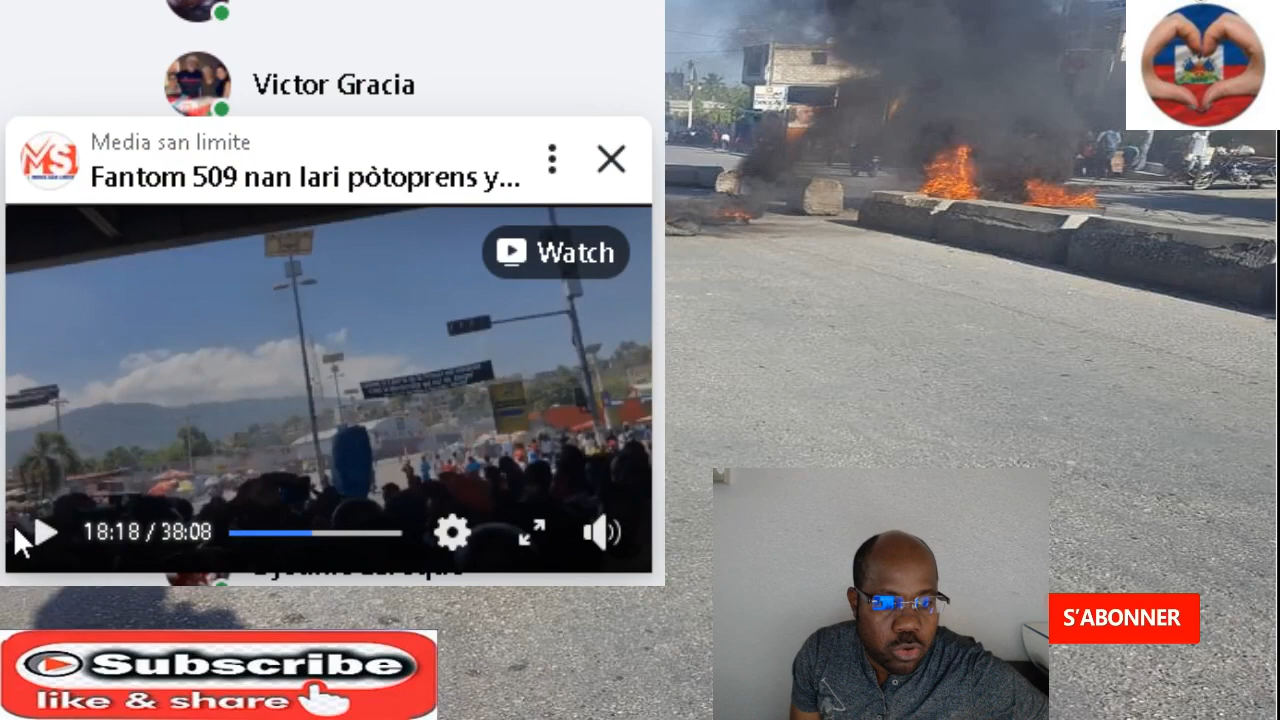 Victor Gracia
Media san limite
Fantom 509 nan lari pòtoprens y...
MS
Watch
18:18 / 38:08
S'ABONNER
Subscribe
like & share